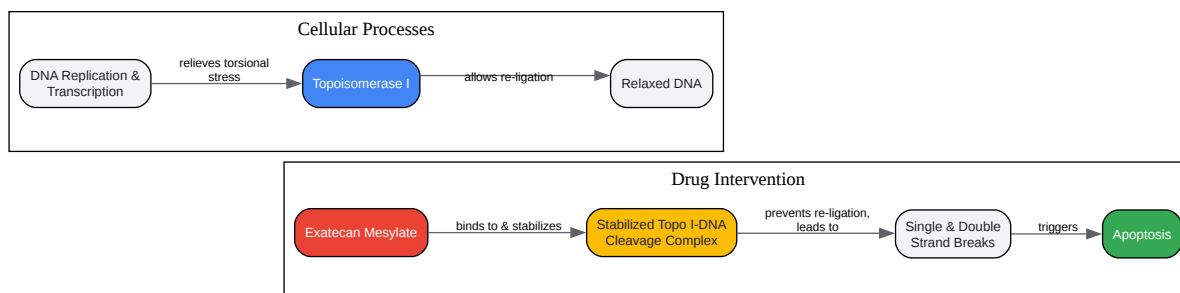 Cellular Processes
DNA Replication &
Transcription
relieves torsional
stress
Topoisomerase I
allows re-ligation
Relaxed DNA
Drug Intervention
Exatecan Mesylate
binds to & stabilizes
Stabilized Topo I-DNA
Cleavage Complex
prevents re-ligation,
leads to
Single & Double
Strand Breaks
triggers
Apoptosis